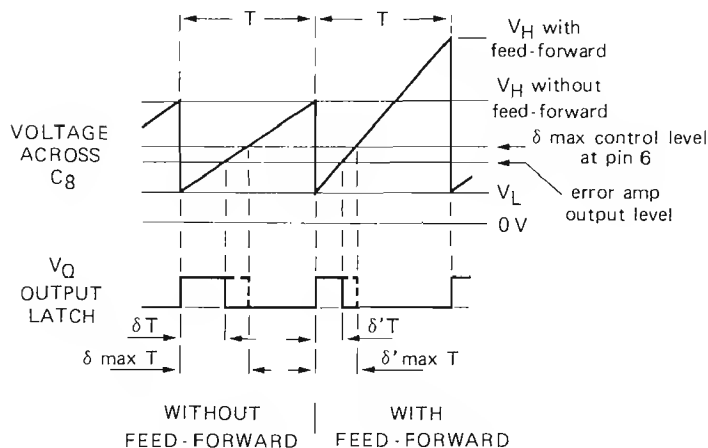 T
T
V_H with
feed-forward
V_H without
feed-forward
VOLTAGE
ACROSS
C_8
δ max control level
at pin 6
V_L
error amp
output level
0 V
V_Q
OUTPUT
LATCH
δT
δ'T
δ max T
δ' max T
WITHOUT
FEED-FORWARD
WITH
FEED-FORWARD